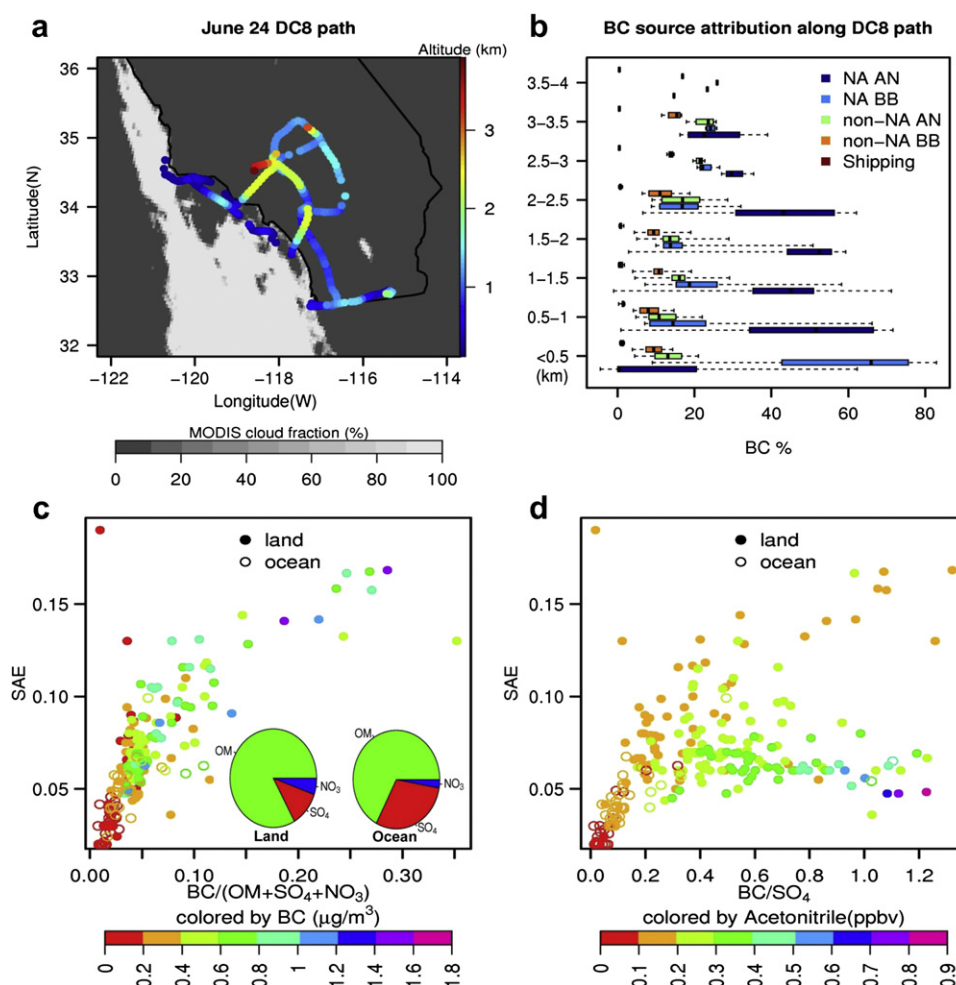 a
June 24 DC8 path
Altitude (km)
36
35
34
33
32
Latitude(N)
3
2
1
−122
−120
−118
−116
−114
Longitude(W)
MODIS cloud fraction (%)
0 20 40 60 80 100
b
BC source attribution along DC8 path
3.5−4
3−3.5
2.5−3
2−2.5
1.5−2
1−1.5
0.5−1
<0.5
(km)
NA AN
NA BB
non−NA AN
non−NA BB
Shipping
0 20 40 60 80
BC %
c
land
ocean
SAE
0.15
0.10
0.05
OM
NO3
SO4
Land
OM
NO3
SO4
Ocean
0.00 0.10 0.20 0.30
BC/(OM+SO4+NO3)
colored by BC (μg/m3)
0 0.2 0.4 0.6 0.8 1 1.2 1.4 1.6 1.8
d
land
ocean
SAE
0.15
0.10
0.05
0.0 0.2 0.4 0.6 0.8 1.0 1.2
BC/SO4
colored by Acetonitrile(ppbv)
0 0.1 0.2 0.3 0.4 0.5 0.6 0.7 0.8 0.9